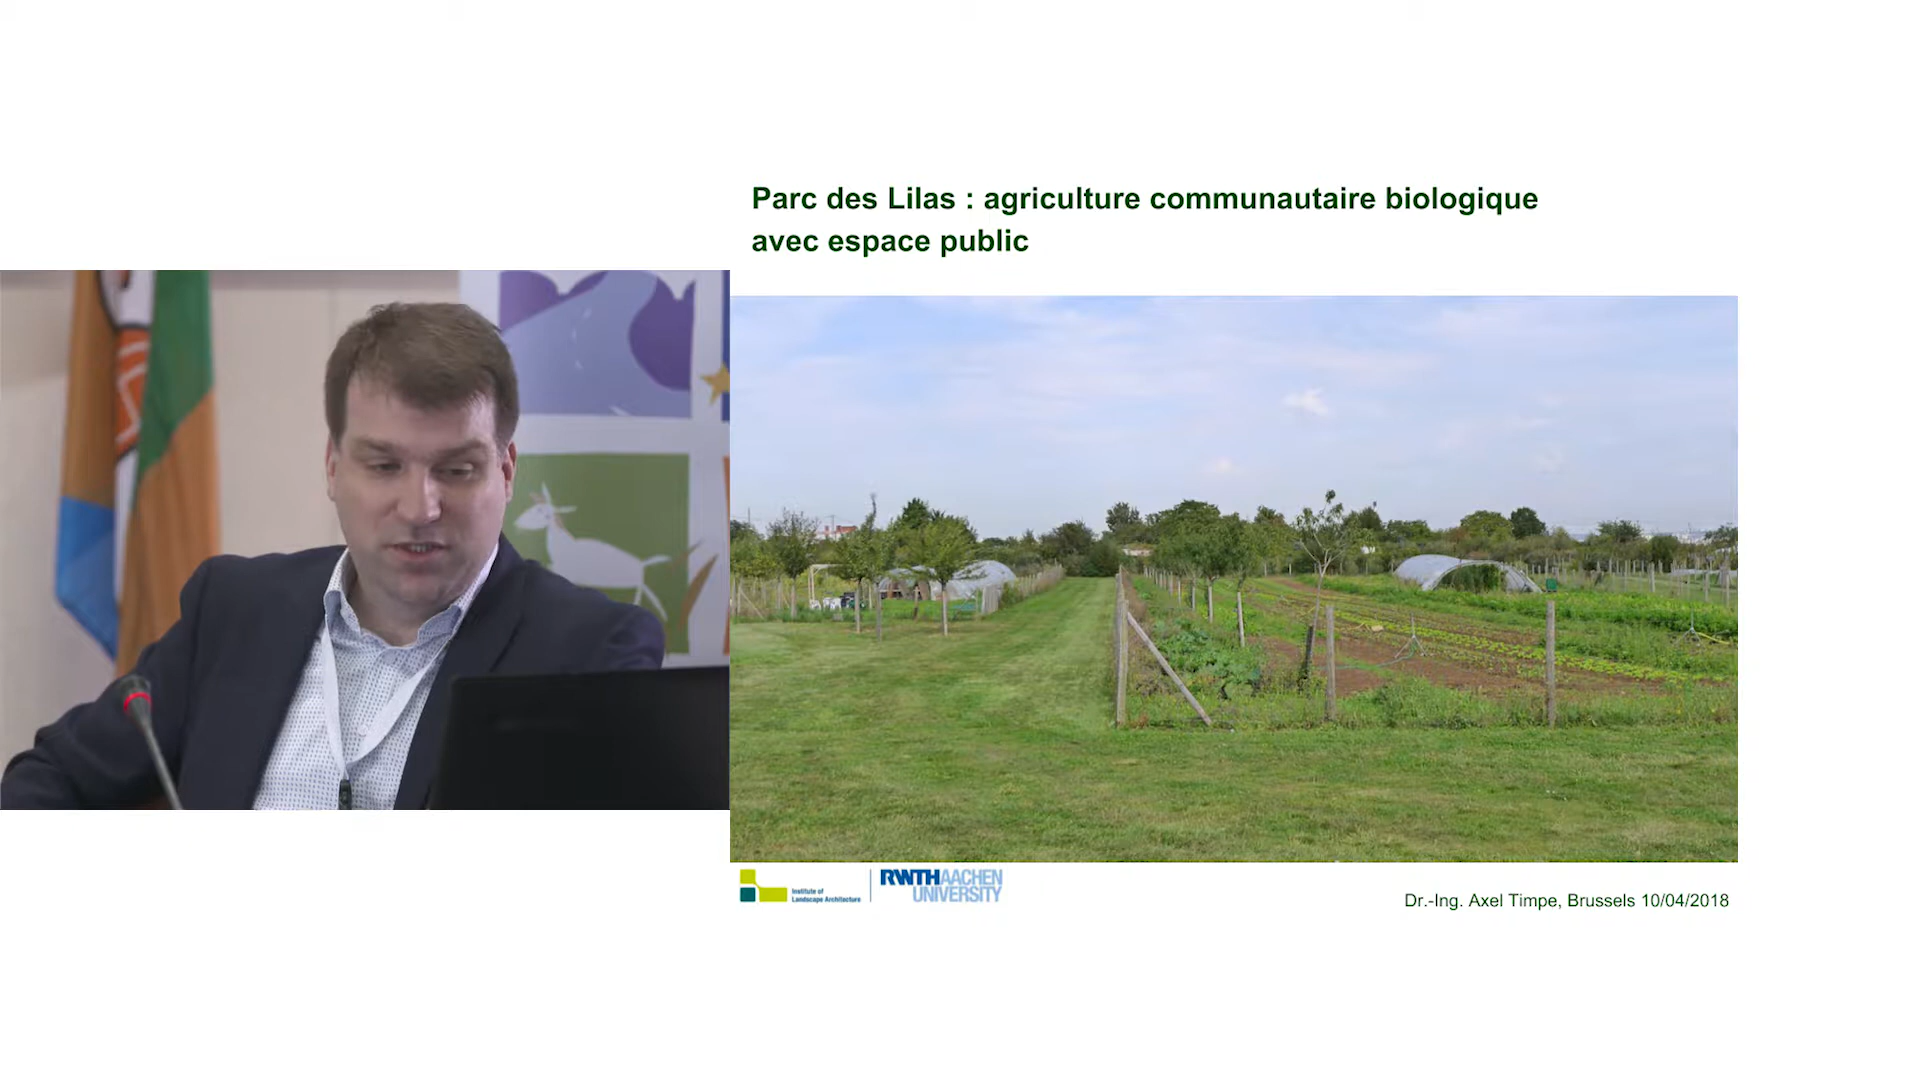 Parc des Lilas : agriculture communautaire biologique
avec espace public
Institute of
Landscape Architecture
RWTHAACHEN
UNIVERSITY
Dr.-Ing. Axel Timpe, Brussels 10/04/2018